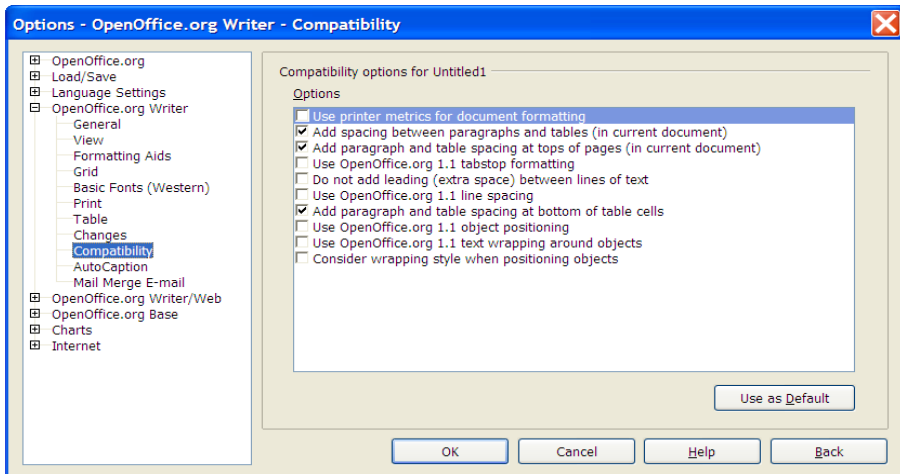 Options - OpenOffice.org Writer - Compatibility
OpenOffice.org
Load/Save
Language Settings
OpenOffice.org Writer
General
View
Formatting Aids
Grid
Basic Fonts (Western)
Print
Table
Changes
Compatibility
AutoCaption
Mail Merge E-mail
OpenOffice.org Writer/Web
OpenOffice.org Base
Charts
Internet
Compatibility options for Untitled1
Options
Use printer metrics for document formatting
Add spacing between paragraphs and tables (in current document)
Add paragraph and table spacing at tops of pages (in current document)
Use OpenOffice.org 1.1 tabstop formatting
Do not add leading (extra space) between lines of text
Use OpenOffice.org 1.1 line spacing
Add paragraph and table spacing at bottom of table cells
Use OpenOffice.org 1.1 object positioning
Use OpenOffice.org 1.1 text wrapping around objects
Consider wrapping style when positioning objects
Use as Default
OK Cancel Help Back